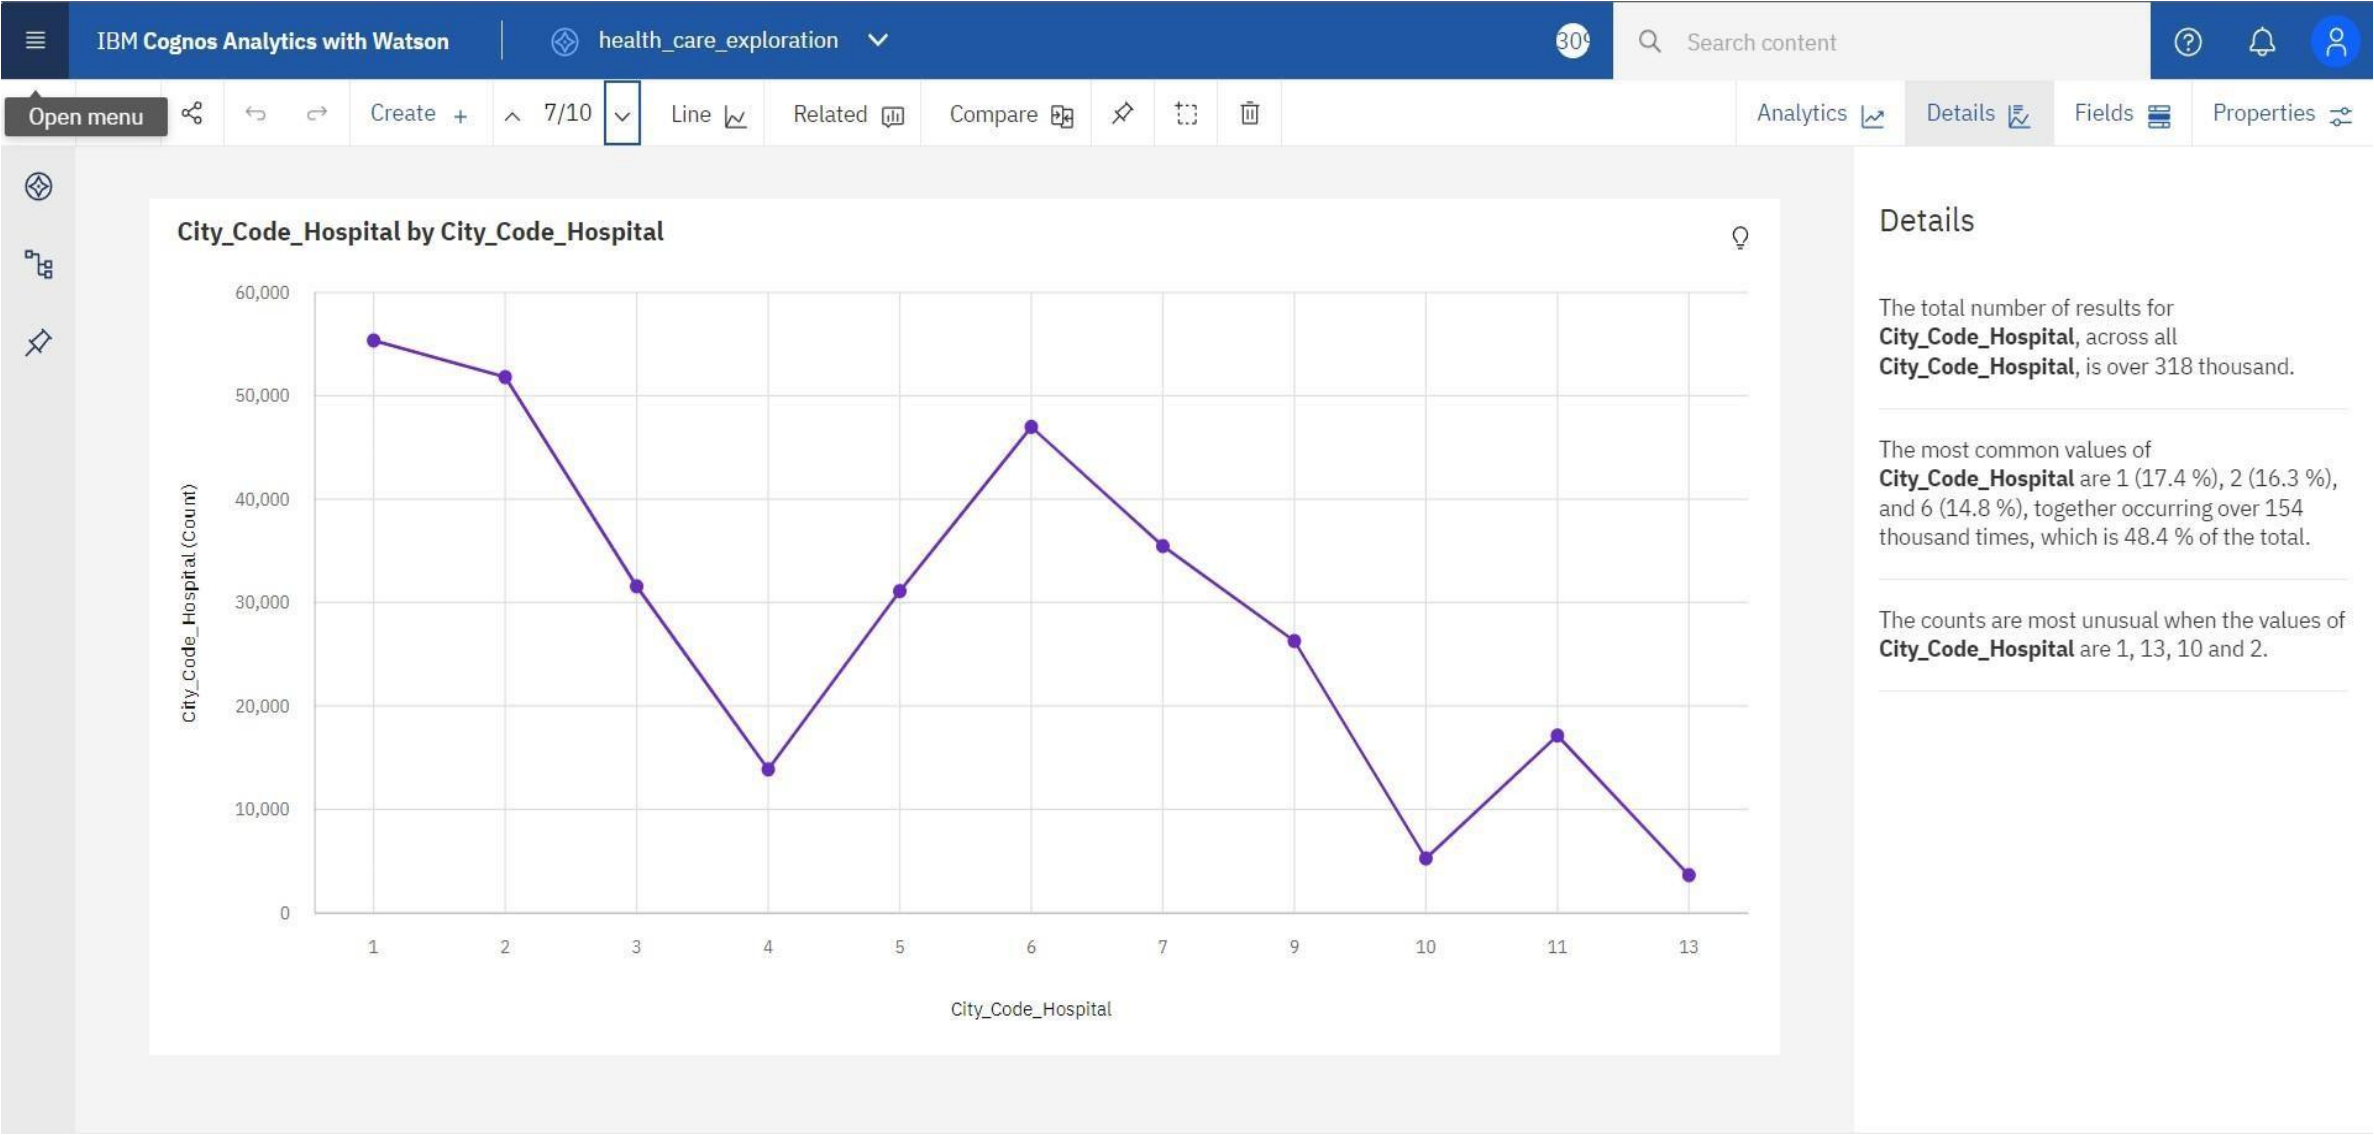 IBM Cognos Analytics with Watson
health_care_exploration
Search content
Open menu
Create +
7/10
Line
Related
Compare
Analytics
Details
Fields
Properties
City_Code_Hospital by City_Code_Hospital
60,000
50,000
40,000
30,000
20,000
10,000
0
City_Code_Hospital (Count)
1 2 3 4 5 6 7 9 10 11 13
City_Code_Hospital
Details
The total number of results for
City_Code_Hospital, across all
City_Code_Hospital, is over 318 thousand.
The most common values of
City_Code_Hospital are 1 (17.4 %), 2 (16.3 %),
and 6 (14.8 %), together occurring over 154
thousand times, which is 48.4 % of the total.
The counts are most unusual when the values of
City_Code_Hospital are 1, 13, 10 and 2.